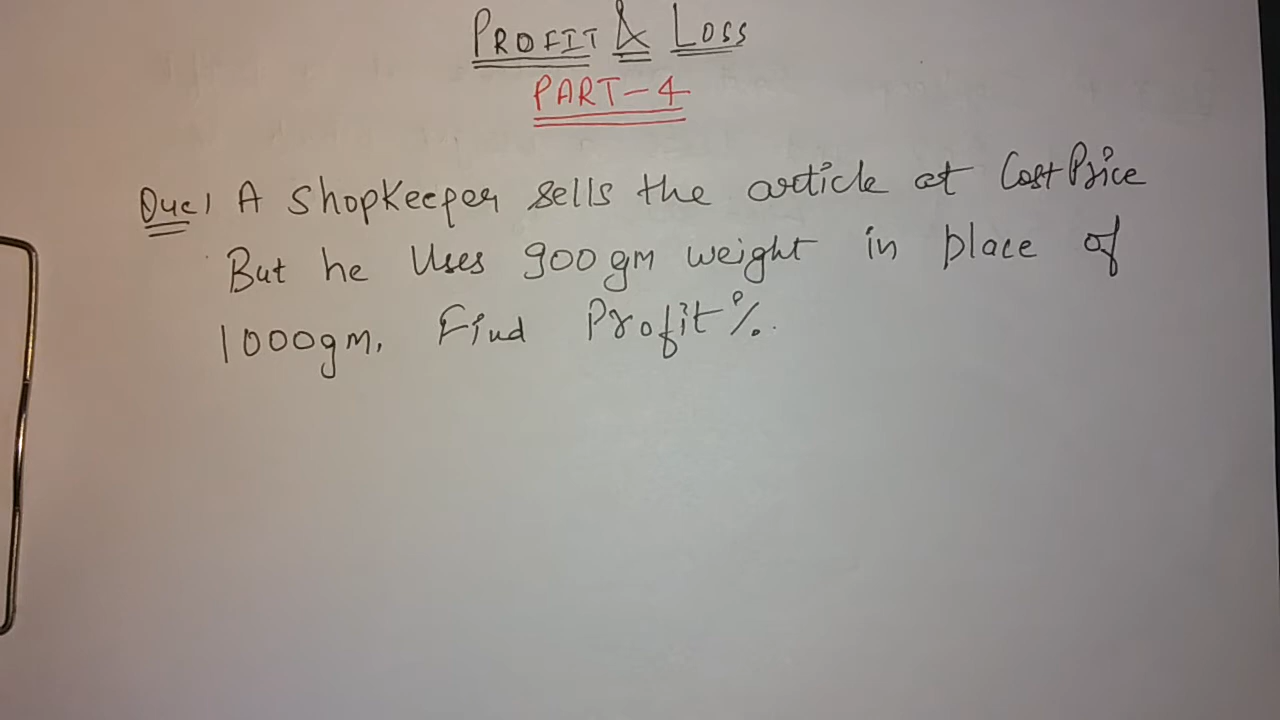 PROFIT & LOSS
PART-4
Que1 A Shopkeeper sells the article at Cost Price
But he Uses 900gm weight in place of
1000gm. Find Profit%.